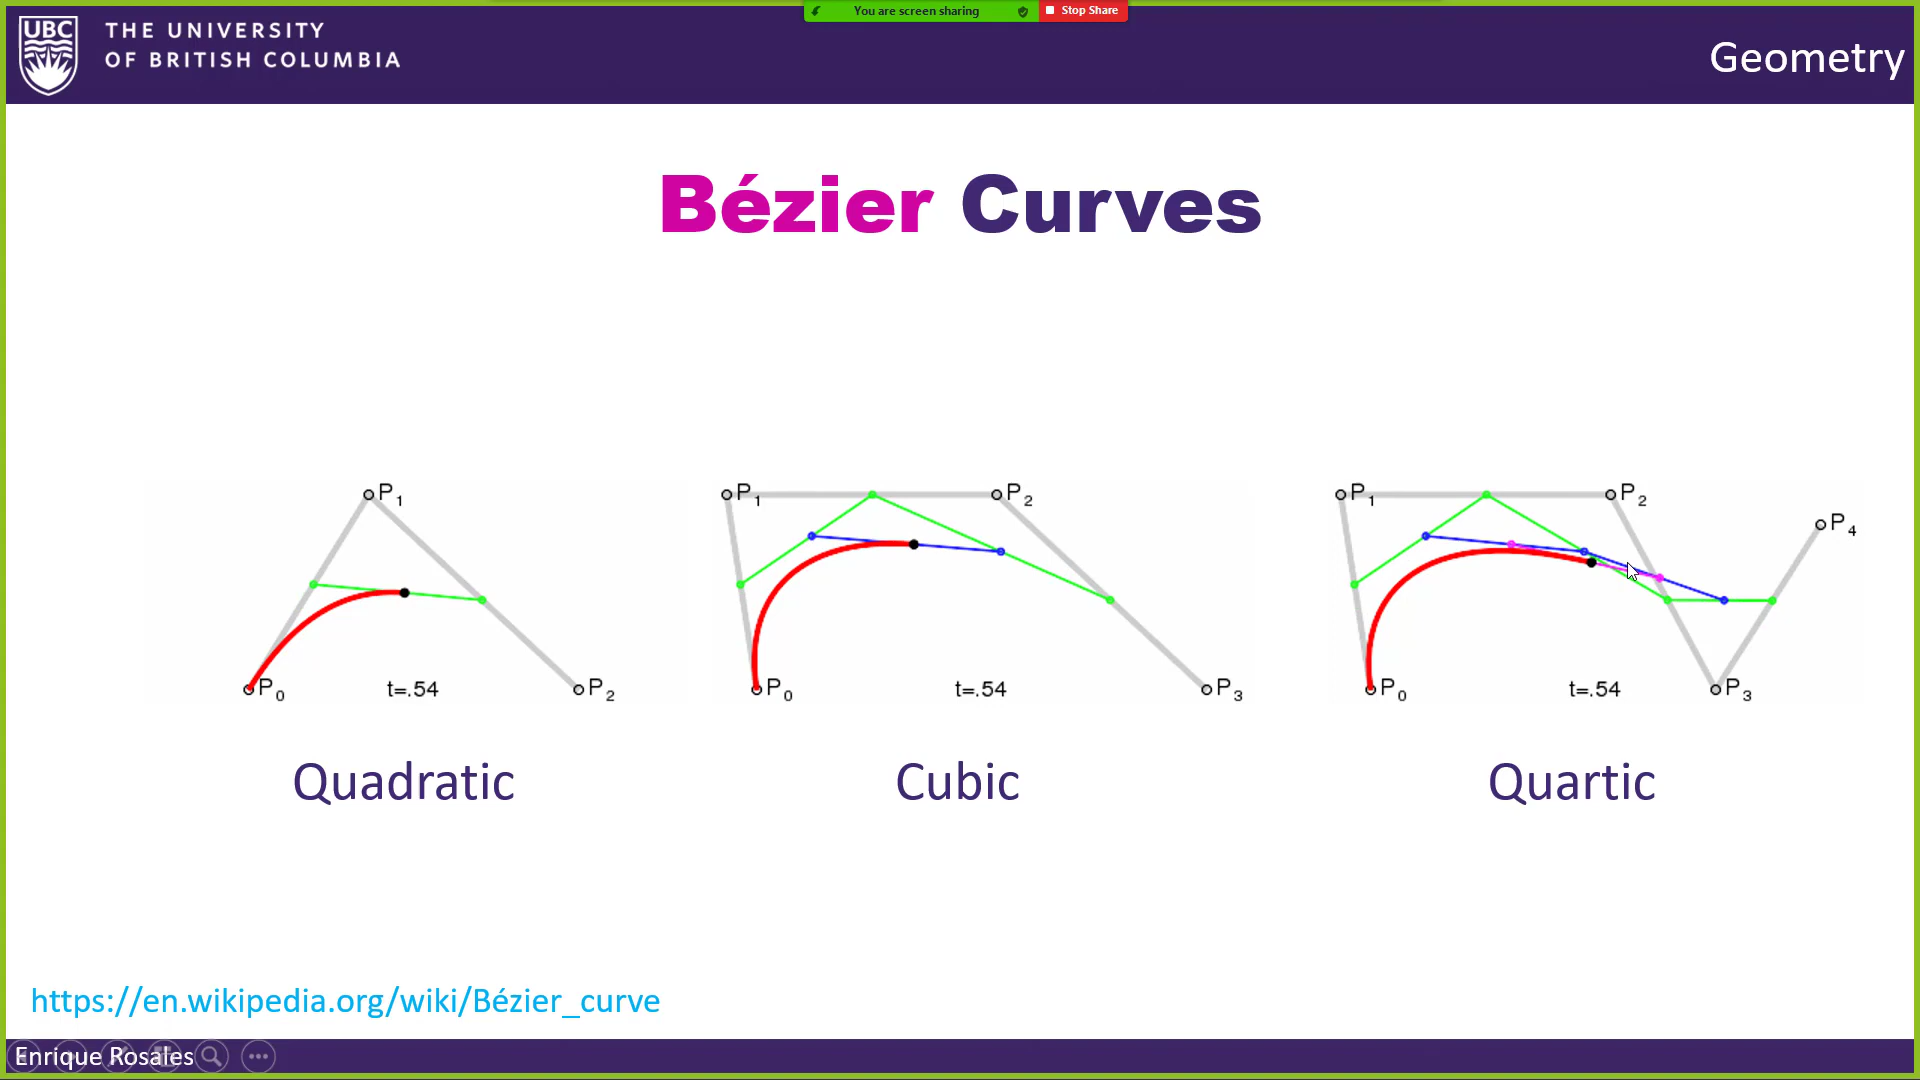 You are screen sharing
Stop Share
UBC
THE UNIVERSITY
OF BRITISH COLUMBIA
Geometry
Bézier Curves
P1
P0
P2
t=.54
Quadratic
P1
P2
P0
P3
t=.54
Cubic
P1
P2
P4
P0
P3
t=.54
Quartic
https://en.wikipedia.org/wiki/Bézier_curve
Enrique Rosales